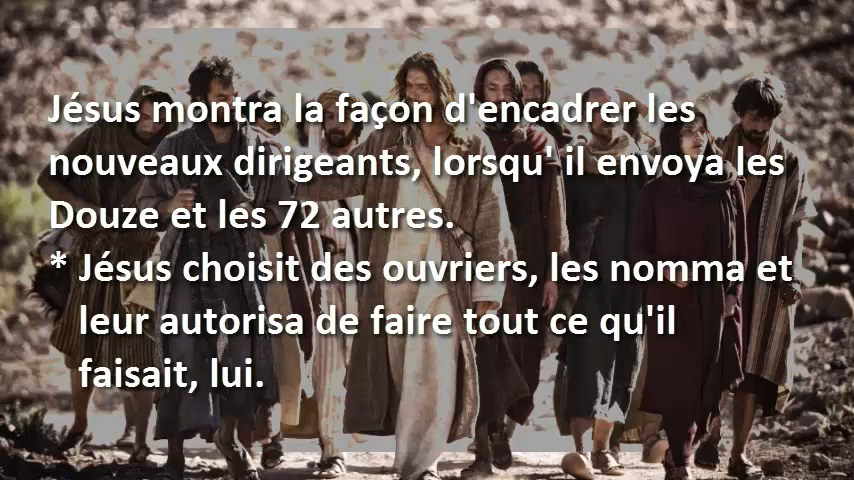 Jésus montra la façon d'encadrer les
nouveaux dirigeants, lorsqu' il envoya les
Douze et les 72 autres.
* Jésus choisit des ouvriers, les nomma et
leur autorisa de faire tout ce qu'il
faisait, lui.